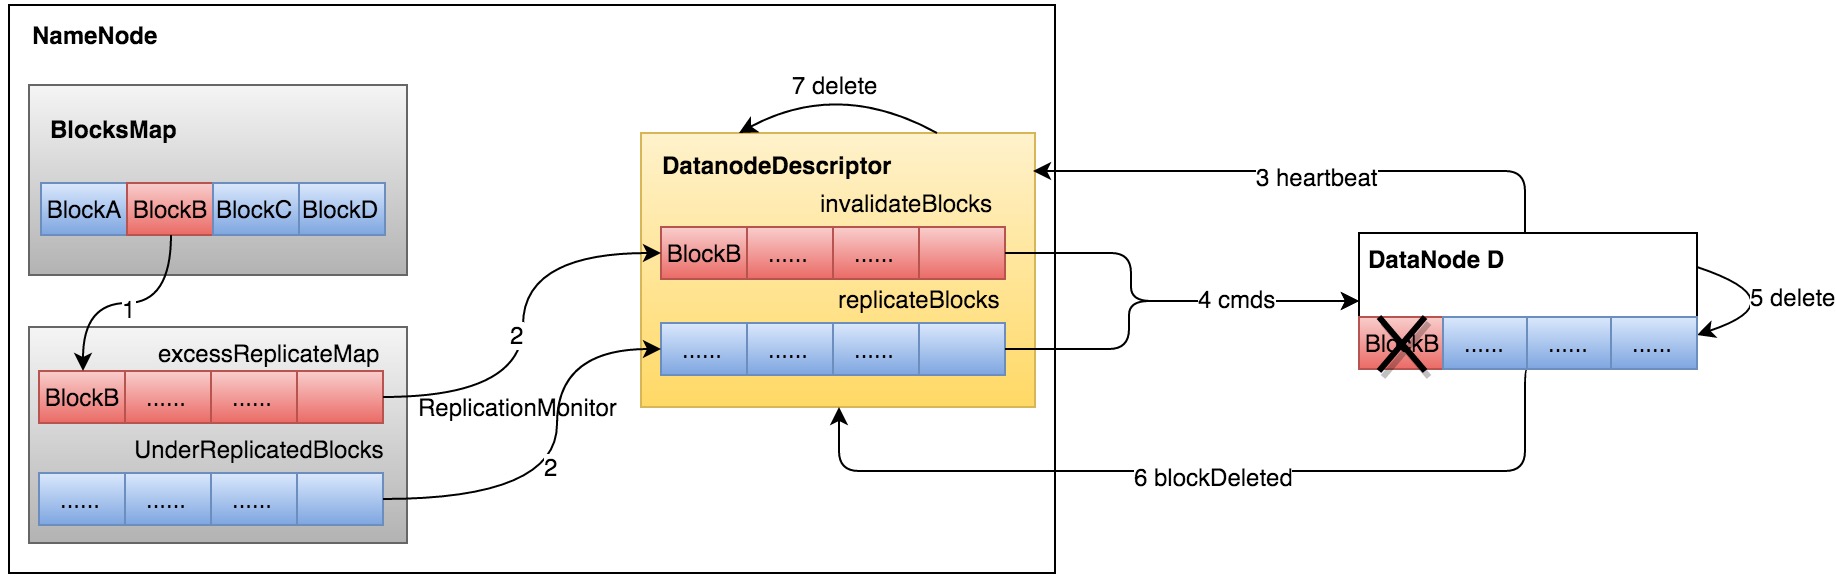 NameNode
7 delete
BlocksMap
DatanodeDescriptor
3 heartbeat
invalidateBlocks
BlockA BlockB BlockC BlockD
BlockB ...... ......
DataNode D
replicateBlocks
4 cmds
5 delete
1
2
...... ...... ......
BlockB ...... ...... ......
excessReplicateMap
BlockB ...... ......
ReplicationMonitor
UnderReplicatedBlocks
2
6 blockDeleted
...... ...... ......